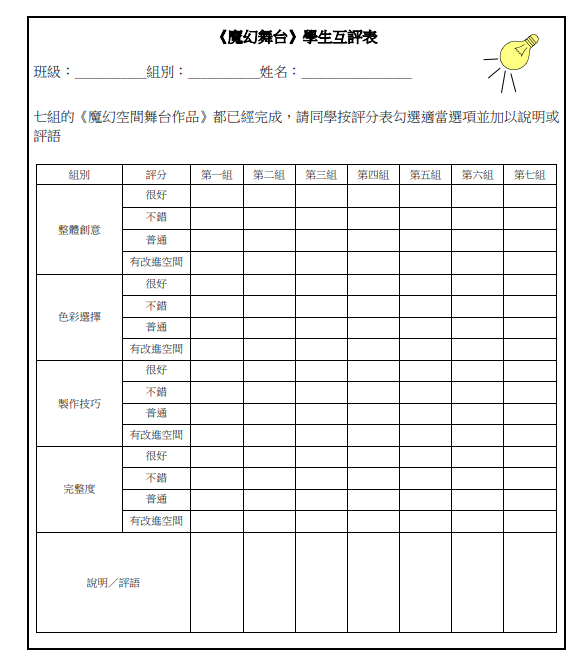 《魔幻舞台》學生互評表
班級：__________組別：__________姓名：_______________
七組的《魔幻空間舞台作品》都已經完成，請同學按評分表勾選適當選項並加以說明或
評語
組別 評分 第一組 第二組 第三組 第四組 第五組 第六組 第七組
整體創意
很好
不錯
普通
有改進空間
色彩選擇
很好
不錯
普通
有改進空間
製作技巧
很好
不錯
普通
有改進空間
完整度
很好
不錯
普通
有改進空間
說明／評語